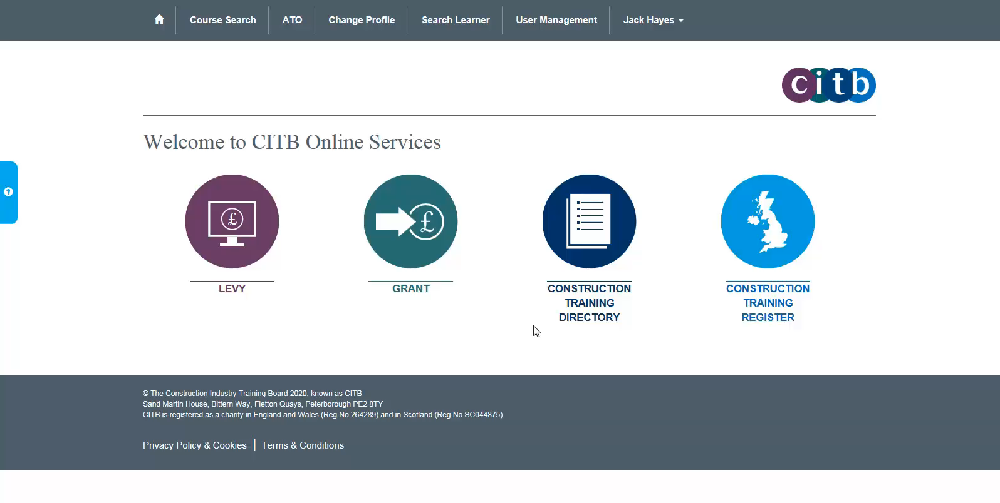 Course Search
ATO
Change Profile
Search Learner
User Management
Jack Hayes
citb
Welcome to CITB Online Services
?
£
£
LEVY
GRANT
CONSTRUCTION
TRAINING
DIRECTORY
CONSTRUCTION
TRAINING
REGISTER
© The Construction Industry Training Board 2020, known as CITB
Sand Martin House, Bittern Way, Fletton Quays, Peterborough PE2 8TY
CITB is registered as a charity in England and Wales (Reg No 264289) and in Scotland (Reg No SC044875)
Privacy Policy & Cookies | Terms & Conditions